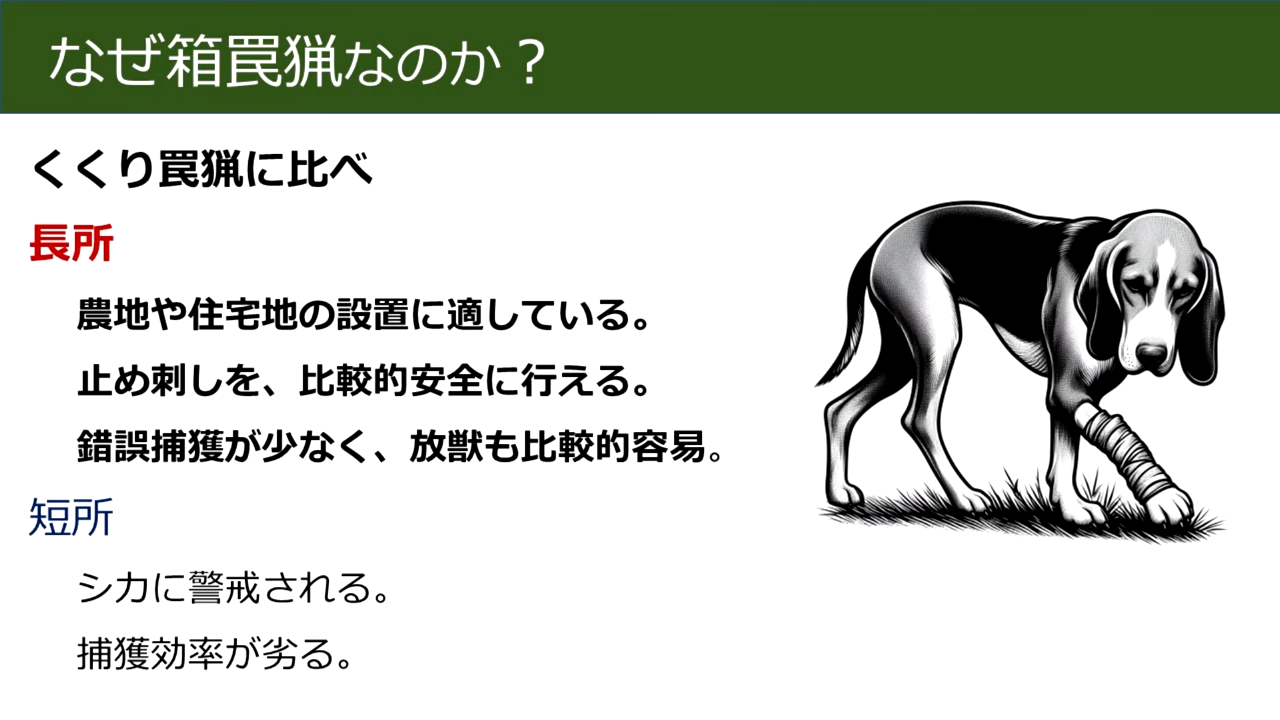 なぜ箱罠猟なのか？
くくり罠猟に比べ
長所
農地や住宅地の設置に適している。
止め刺しを、比較的安全に行える。
錯誤捕獲が少なく、放獣も比較的容易。
短所
シカに警戒される。
捕獲効率が劣る。